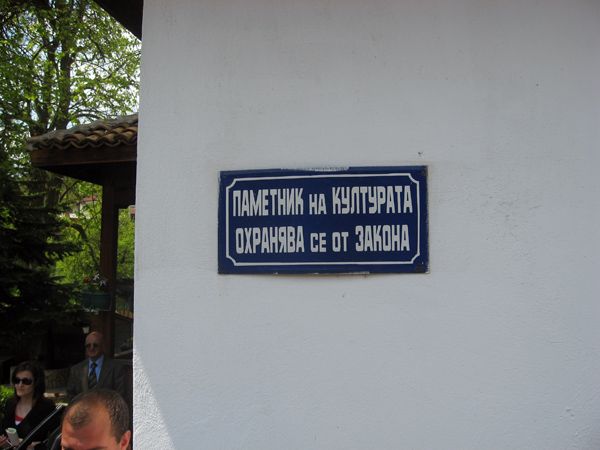 ПАМЕТНИК НА КУЛТУРАТА
ОХРАНЯВА СЕ ОТ ЗАКОНА